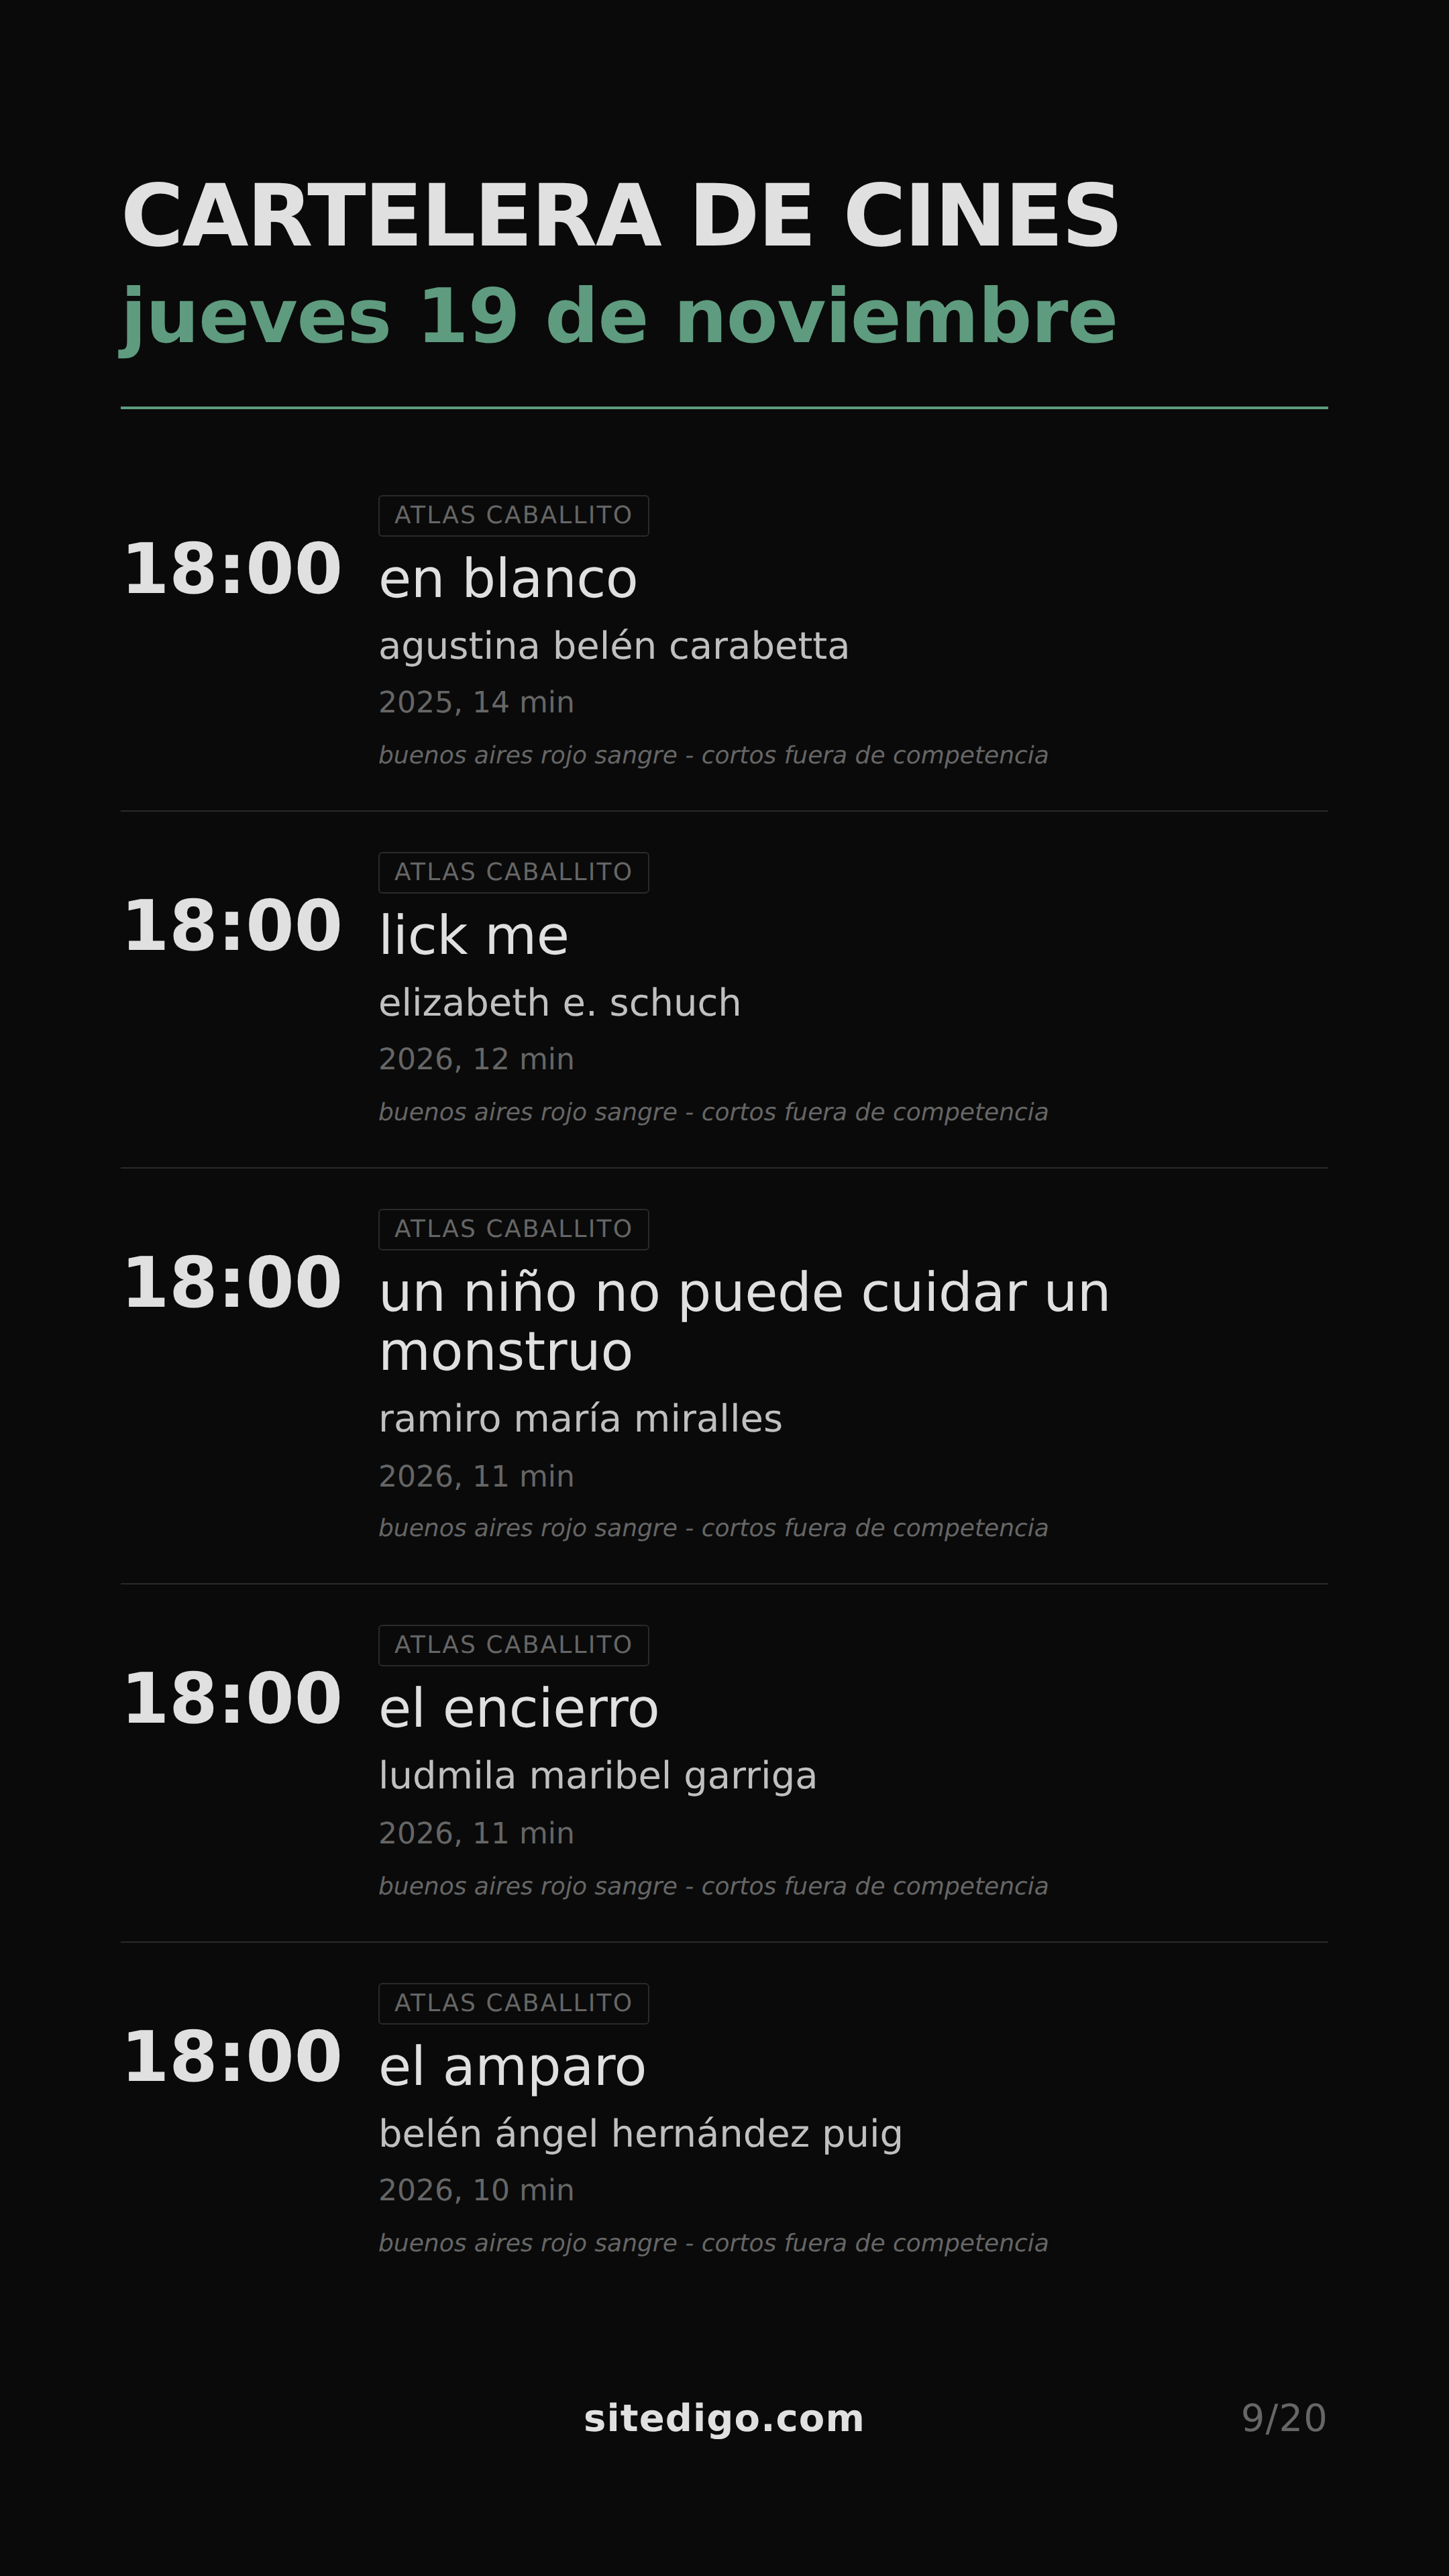 CARTELERA DE CINES
jueves 19 de noviembre
ATLAS CABALLITO
18:00
en blanco
agustina belén carabetta
2025, 14 min
buenos aires rojo sangre - cortos fuera de competencia
ATLAS CABALLITO
18:00
lick me
elizabeth e. schuch
2026, 12 min
buenos aires rojo sangre - cortos fuera de competencia
ATLAS CABALLITO
18:00
un niño no puede cuidar un
monstruo
ramiro maría miralles
2026, 11 min
buenos aires rojo sangre - cortos fuera de competencia
ATLAS CABALLITO
18:00
el encierro
ludmila maribel garriga
2026, 11 min
buenos aires rojo sangre - cortos fuera de competencia
ATLAS CABALLITO
18:00
el amparo
belén ángel hernández puig
2026, 10 min
buenos aires rojo sangre - cortos fuera de competencia
sitedigo.com
9/20